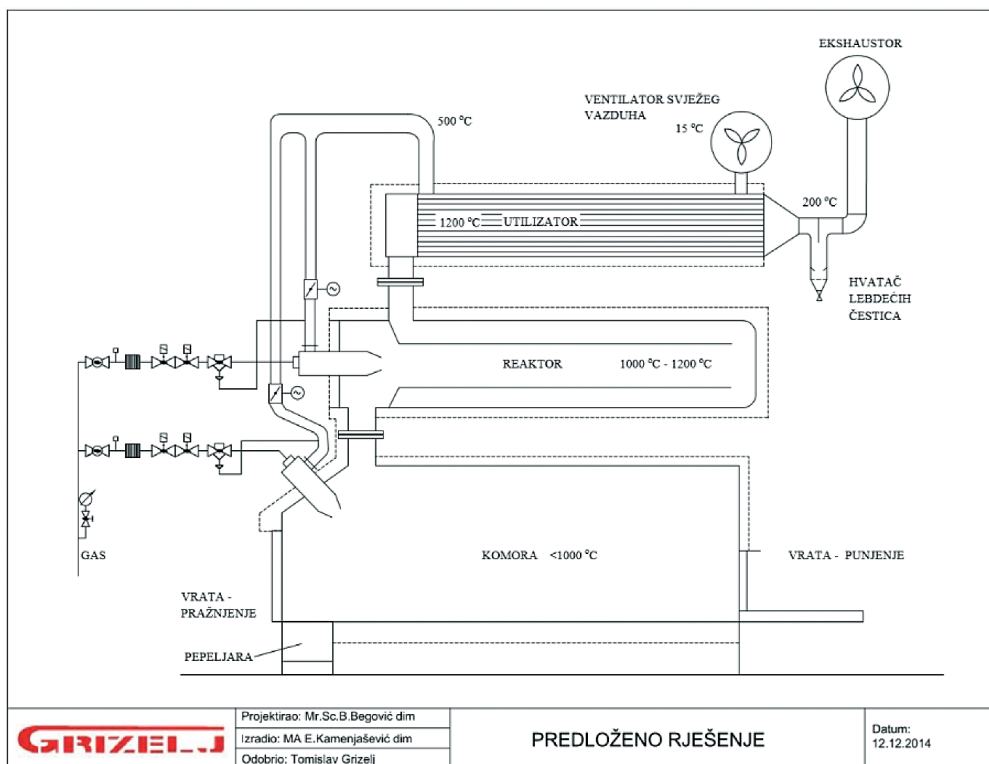 EKSHAUSTOR
VENTILATOR SVJEŽEG
VAZDUHA
15 °C
500 °C
200 °C
1200 °C
UTILIZATOR
HVATAČ
LEBDEĆIH
ČESTICA
REAKTOR
1000 °C - 1200 °C
GAS
KOMORA
<1000 °C
VRATA - PUNJENJE
VRATA -
PRAŽNJENJE
PEPELJARA
GRIZELJ
Projektirao: Mr.Sc.B.Begović dim
Izradio: MA E.Kamenjašević dim
Odobrio: Tomislav Grizelj
PREDLOŽENO RJEŠENJE
Datum:
12.12.2014